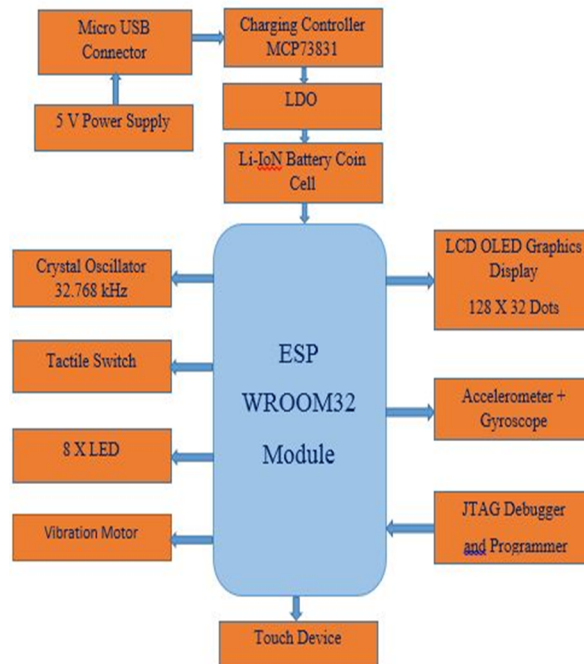 Micro USB
Connector
Charging Controller
MCP73831
5 V Power Supply
LDO
Li-IoN Battery Coin
Cell
Crystal Oscillator
32.768 kHz
Tactile Switch
8 X LED
Vibration Motor
ESP
WROOM32
Module
LCD OLED Graphics
Display
128 X 32 Dots
Accelerometer +
Gyroscope
JTAG Debugger
and Programmer
Touch Device